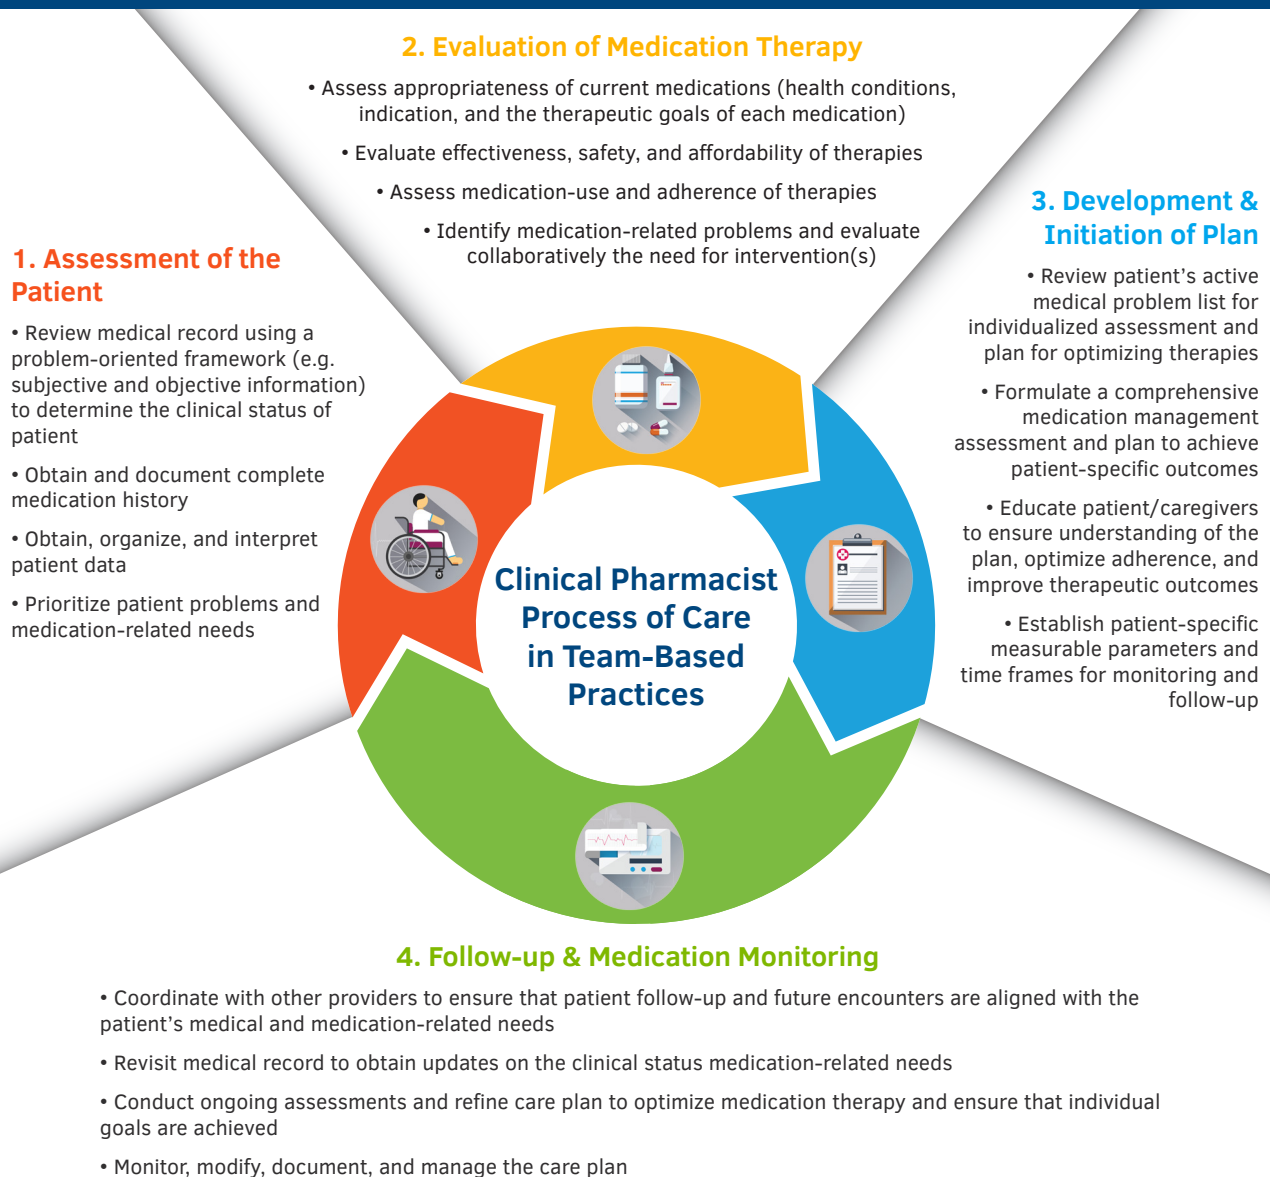 2. Evaluation of Medication Therapy
• Assess appropriateness of current medications (health conditions,
indication, and the therapeutic goals of each medication)
• Evaluate effectiveness, safety, and affordability of therapies
• Assess medication-use and adherence of therapies
• Identify medication-related problems and evaluate
collaboratively the need for intervention(s)
1. Assessment of the
Patient
• Review medical record using a
problem-oriented framework (e.g.
subjective and objective information)
to determine the clinical status of
patient
• Obtain and document complete
medication history
• Obtain, organize, and interpret
patient data
• Prioritize patient problems and
medication-related needs
3. Development &
Initiation of Plan
• Review patient’s active
medical problem list for
individualized assessment and
plan for optimizing therapies
• Formulate a comprehensive
medication management
assessment and plan to achieve
patient-specific outcomes
• Educate patient/caregivers
to ensure understanding of the
plan, optimize adherence, and
improve therapeutic outcomes
• Establish patient-specific
measurable parameters and
time frames for monitoring and
follow-up
Clinical Pharmacist
Process of Care
in Team-Based
Practices
4. Follow-up & Medication Monitoring
• Coordinate with other providers to ensure that patient follow-up and future encounters are aligned with the
patient’s medical and medication-related needs
• Revisit medical record to obtain updates on the clinical status medication-related needs
• Conduct ongoing assessments and refine care plan to optimize medication therapy and ensure that individual
goals are achieved
• Monitor, modify, document, and manage the care plan